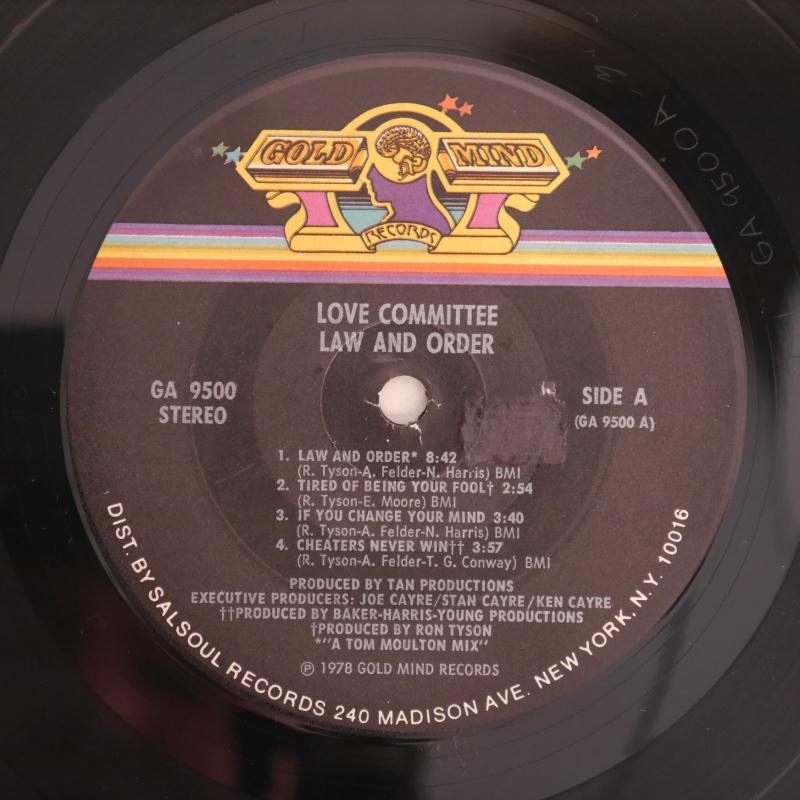 GOLD MIND
RECORDS
LOVE COMMITTEE
LAW AND ORDER
GA 9500
STEREO
SIDE A
(GA 9500 A)
1. LAW AND ORDER* 8:42
(R. Tyson-A. Felder-N. Harris) BMI
2. TIRED OF BEING YOUR FOOL† 2:54
(R. Tyson-E. Moore) BMI
3. IF YOU CHANGE YOUR MIND 3:40
(R. Tyson-A. Felder-N. Harris) BMI
4. CHEATERS NEVER WIN†† 3:57
(R. Tyson-A. Felder-T. G. Conway) BMI
PRODUCED BY TAN PRODUCTIONS
EXECUTIVE PRODUCERS: JOE CAYRE/STAN CAYRE/KEN CAYRE
††PRODUCED BY BAKER-HARRIS-YOUNG PRODUCTIONS
†PRODUCED BY RON TYSON
*"A TOM MOULTON MIX"
℗ 1978 GOLD MIND RECORDS
DIST. BY SALSOUL RECORDS 240 MADISON AVE. NEW YORK, N.Y. 10016
GA 9500A